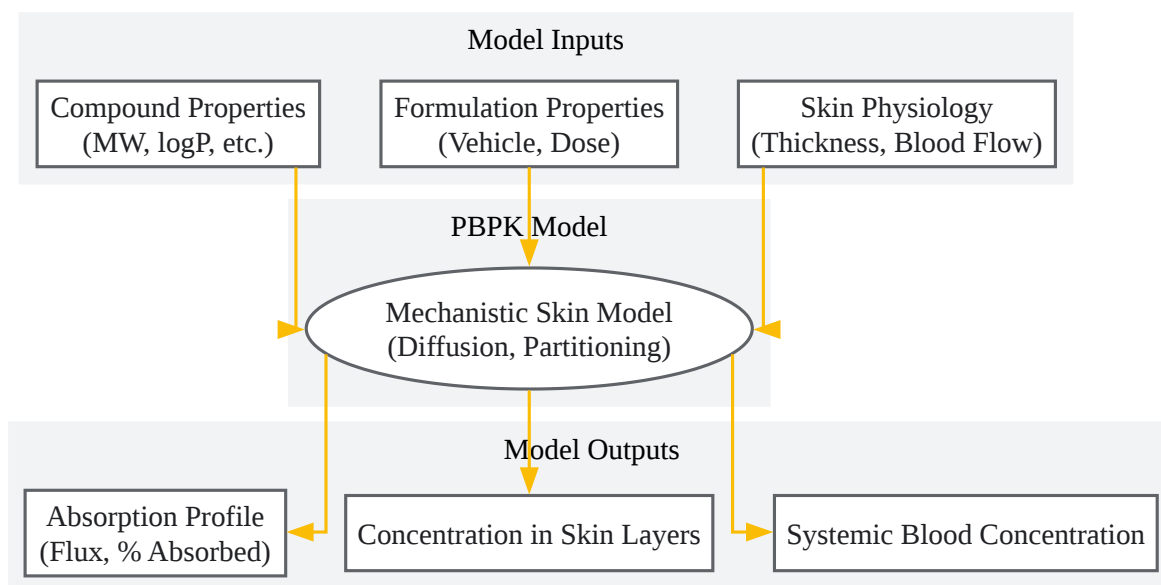 Model Inputs
Compound Properties
(MW, logP, etc.)
Formulation Properties
(Vehicle, Dose)
Skin Physiology
(Thickness, Blood Flow)
PBPK Model
Mechanistic Skin Model
(Diffusion, Partitioning)
Model Outputs
Absorption Profile
(Flux, % Absorbed)
Concentration in Skin Layers
Systemic Blood Concentration